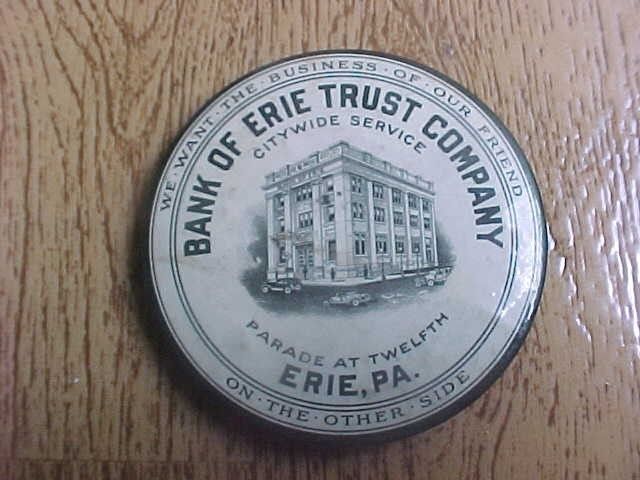 WE·WANT·THE·BUSINESS·OF·OUR FRIEND
BANK OF ERIE TRUST COMPANY
CITYWIDE SERVICE
PARADE AT TWELFTH
ERIE, PA.
ON·THE·OTHER·SIDE